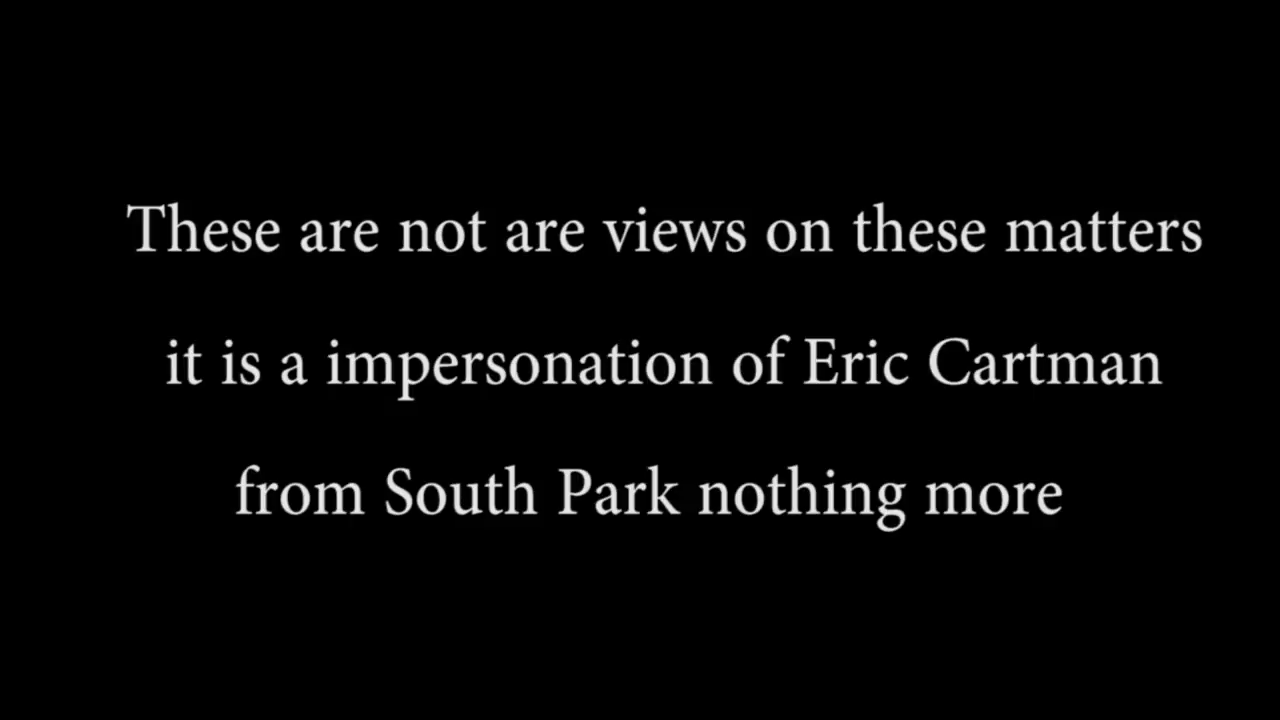 These are not are views on these matters
it is a impersonation of Eric Cartman
from South Park nothing more